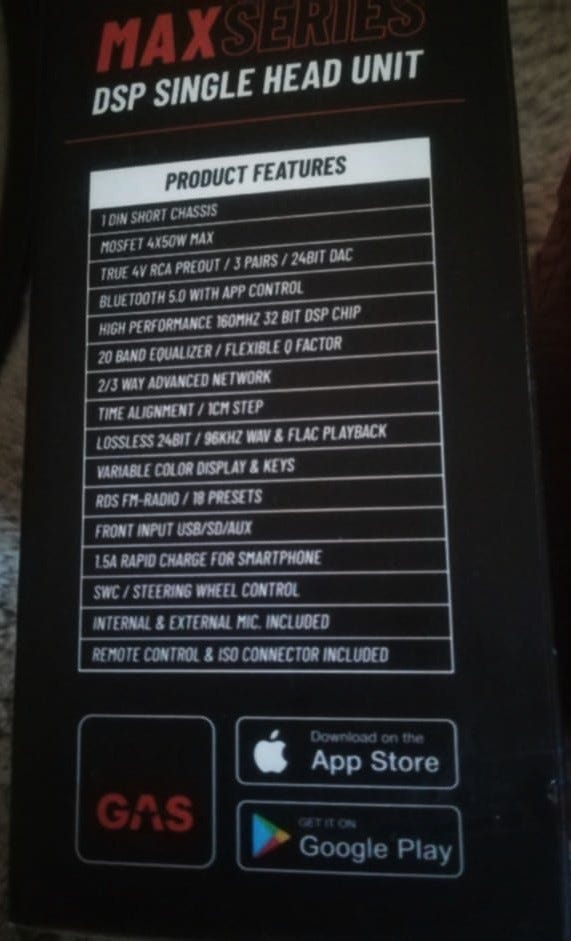 MAXSERIES
DSP SINGLE HEAD UNIT
PRODUCT FEATURES
1 DIN SHORT CHASSIS
MOSFET 4X50W MAX
TRUE 4V RCA PREOUT / 3 PAIRS / 24BIT DAC
BLUETOOTH 5.0 WITH APP CONTROL
HIGH PERFORMANCE 160MHZ 32 BIT DSP CHIP
20 BAND EQUALIZER / FLEXIBLE Q FACTOR
2/3 WAY ADVANCED NETWORK
TIME ALIGNMENT / 1CM STEP
LOSSLESS 24BIT / 96KHZ WAV & FLAC PLAYBACK
VARIABLE COLOR DISPLAY & KEYS
RDS FM-RADIO / 18 PRESETS
FRONT INPUT USB/SD/AUX
1.5A RAPID CHARGE FOR SMARTPHONE
SWC / STEERING WHEEL CONTROL
INTERNAL & EXTERNAL MIC. INCLUDED
REMOTE CONTROL & ISO CONNECTOR INCLUDED
GAS
Download on the
App Store
GET IT ON
Google Play